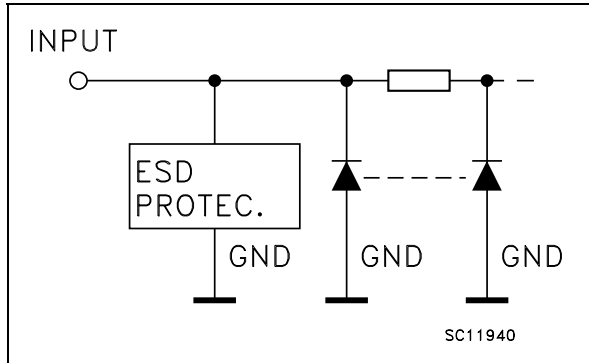 INPUT
ESD
PROTEC.
GND
GND
GND
SC11940